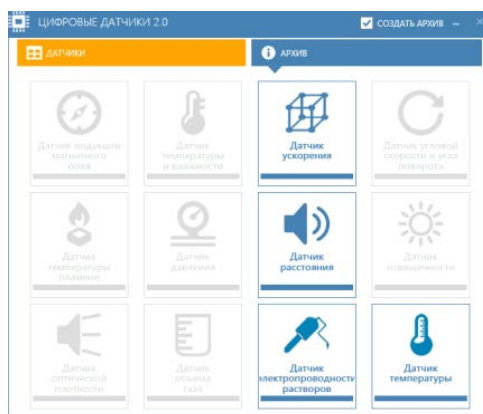 ЦИФРОВЫЕ ДАТЧИКИ 2.0
СОЗДАТЬ АРХИВ
ДАТЧИКИ
АРХИВ
Датчик индукции
магнитного
поля
Датчик
температуры
и влажности
Датчик
ускорения
Датчик угловой
скорости и угла
поворота
Датчик
температуры
пламени
Датчик
давления
Датчик
расстояния
Датчик
освещенности
Датчик
оптической
плотности
Датчик
объема
газа
Датчик
электропроводности
растворов
Датчик
температуры